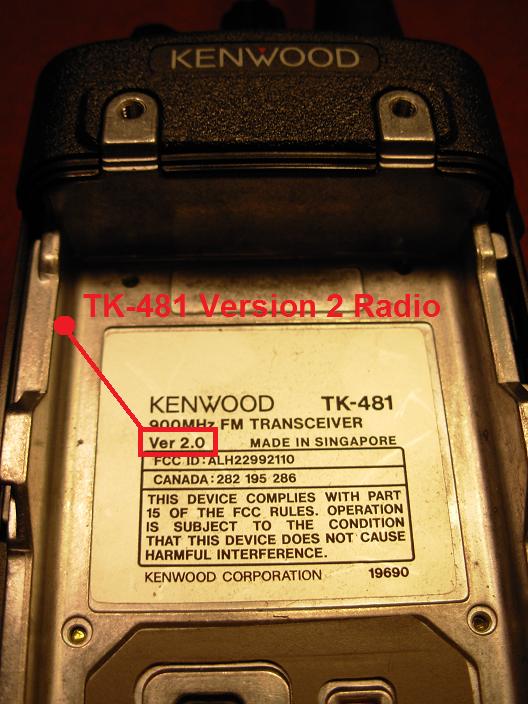 KENWOOD
TK-481 Version 2 Radio
KENWOOD TK-481
900MHz FM TRANSCEIVER
Ver 2.0 MADE IN SINGAPORE
FCC ID: ALH22992110
CANADA: 282 195 286
THIS DEVICE COMPLIES WITH PART
15 OF THE FCC RULES. OPERATION
IS SUBJECT TO THE CONDITION
THAT THIS DEVICE DOES NOT CAUSE
HARMFUL INTERFERENCE.
KENWOOD CORPORATION 19690